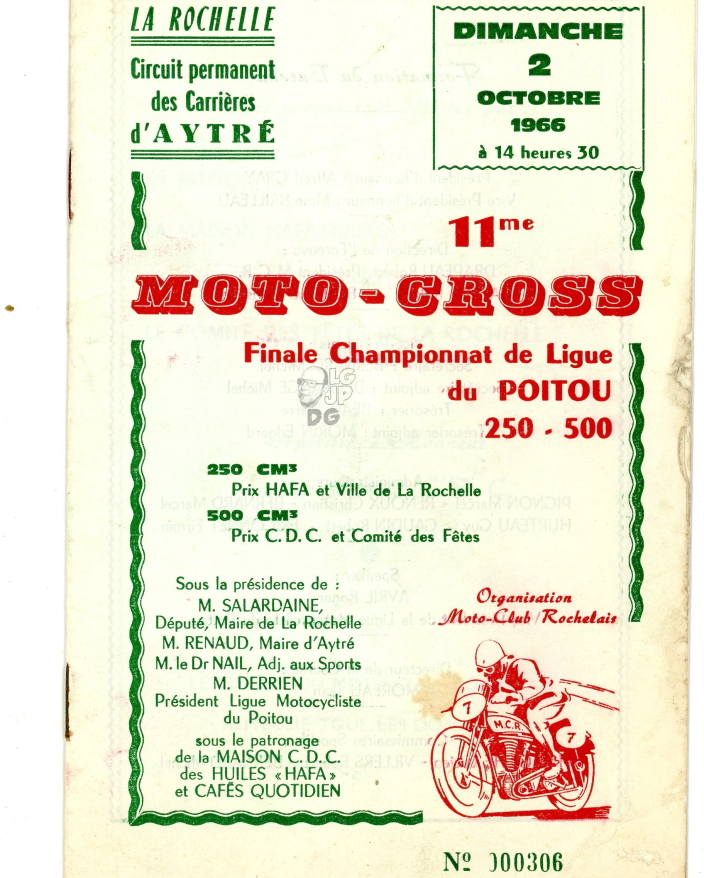 LA ROCHELLE
Circuit permanent
des Carrières
d'AYTRÉ
DIMANCHE
2
OCTOBRE
1966
à 14 heures 30
11me
MOTO-CROSS
Finale Championnat de Ligue
du POITOU
250 - 500
LG
JP
DG
250 CM³
Prix HAFA et Ville de La Rochelle
500 CM³
Prix C.D.C. et Comité des Fêtes
Sous la présidence de :
M. SALARDAINE,
Député, Maire de La Rochelle
M. RENAUD, Maire d'Aytré
M. le Dr NAIL, Adj. aux Sports
M. DERRIEN
Président Ligue Motocycliste
du Poitou
sous le patronage
de la MAISON C.D.C.
des HUILES « HAFA »
et CAFÉS QUOTIDIEN
Organisation
Moto-Club Rochelais
7
M.C.R
7
Nº 000306